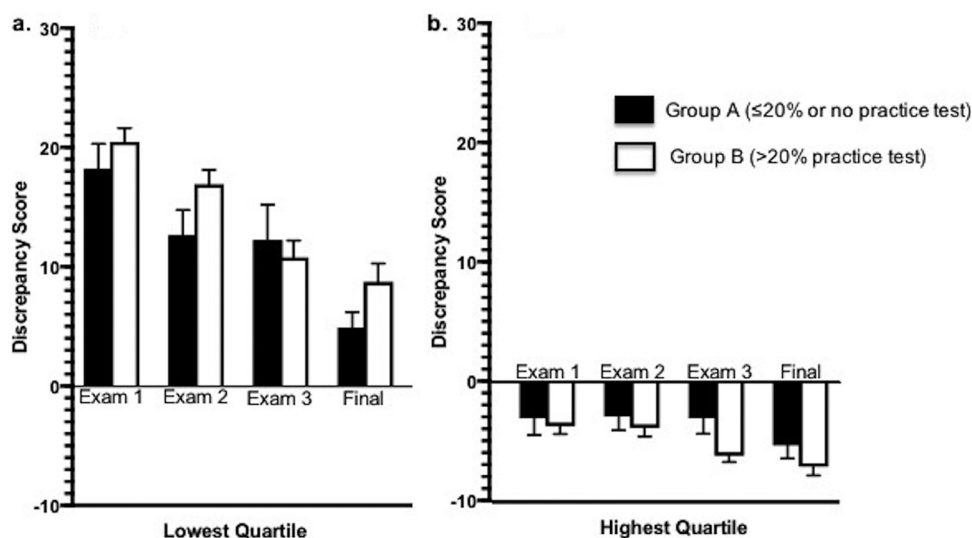 a.
30
20
10
0
-10
Discrepancy Score
Exam 1 Exam 2 Exam 3 Final
Lowest Quartile
b.
30
20
10
0
-10
Discrepancy Score
Group A (≤20% or no practice test)
Group B (>20% practice test)
Exam 1 Exam 2 Exam 3 Final
Highest Quartile